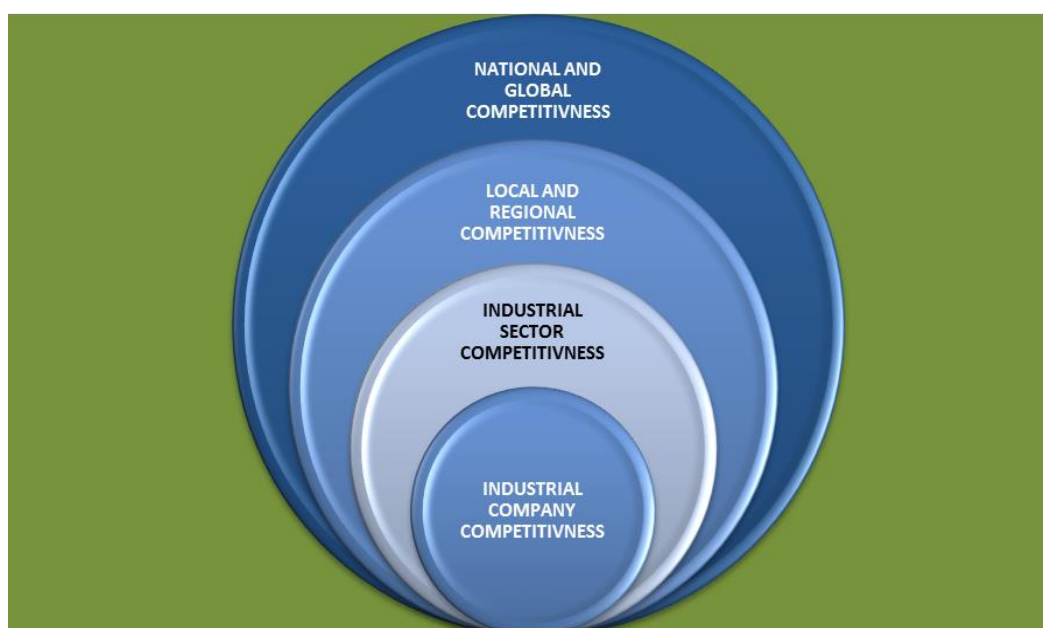 NATIONAL AND
GLOBAL
COMPETITIVNESS
LOCAL AND
REGIONAL
COMPETITIVNESS
INDUSTRIAL
SECTOR
COMPETITIVNESS
INDUSTRIAL
COMPANY
COMPETITIVNESS